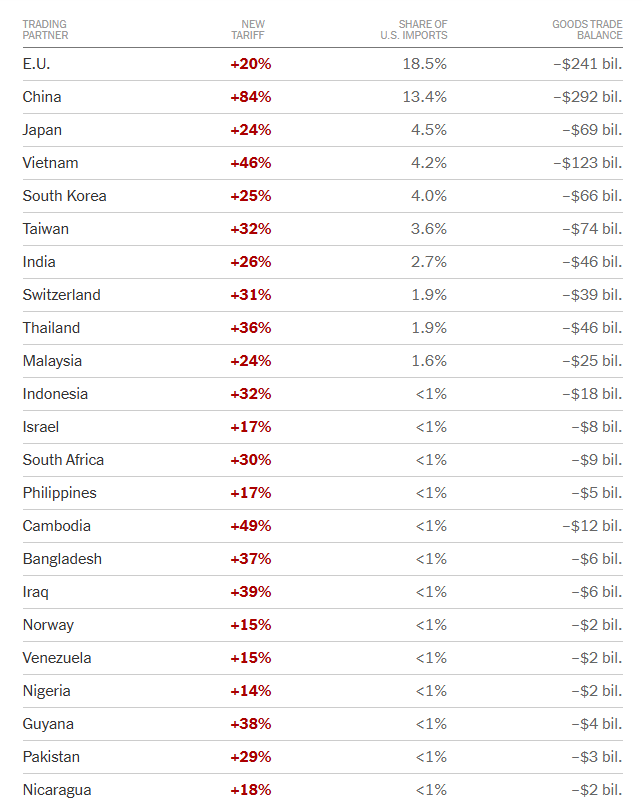 TRADING PARTNER NEW TARIFF SHARE OF U.S. IMPORTS GOODS TRADE BALANCE
E.U. +20% 18.5% –$241 bil.
China +84% 13.4% –$292 bil.
Japan +24% 4.5% –$69 bil.
Vietnam +46% 4.2% –$123 bil.
South Korea +25% 4.0% –$66 bil.
Taiwan +32% 3.6% –$74 bil.
India +26% 2.7% –$46 bil.
Switzerland +31% 1.9% –$39 bil.
Thailand +36% 1.9% –$46 bil.
Malaysia +24% 1.6% –$25 bil.
Indonesia +32% <1% –$18 bil.
Israel +17% <1% –$8 bil.
South Africa +30% <1% –$9 bil.
Philippines +17% <1% –$5 bil.
Cambodia +49% <1% –$12 bil.
Bangladesh +37% <1% –$6 bil.
Iraq +39% <1% –$6 bil.
Norway +15% <1% –$2 bil.
Venezuela +15% <1% –$2 bil.
Nigeria +14% <1% –$2 bil.
Guyana +38% <1% –$4 bil.
Pakistan +29% <1% –$3 bil.
Nicaragua +18% <1% –$2 bil.